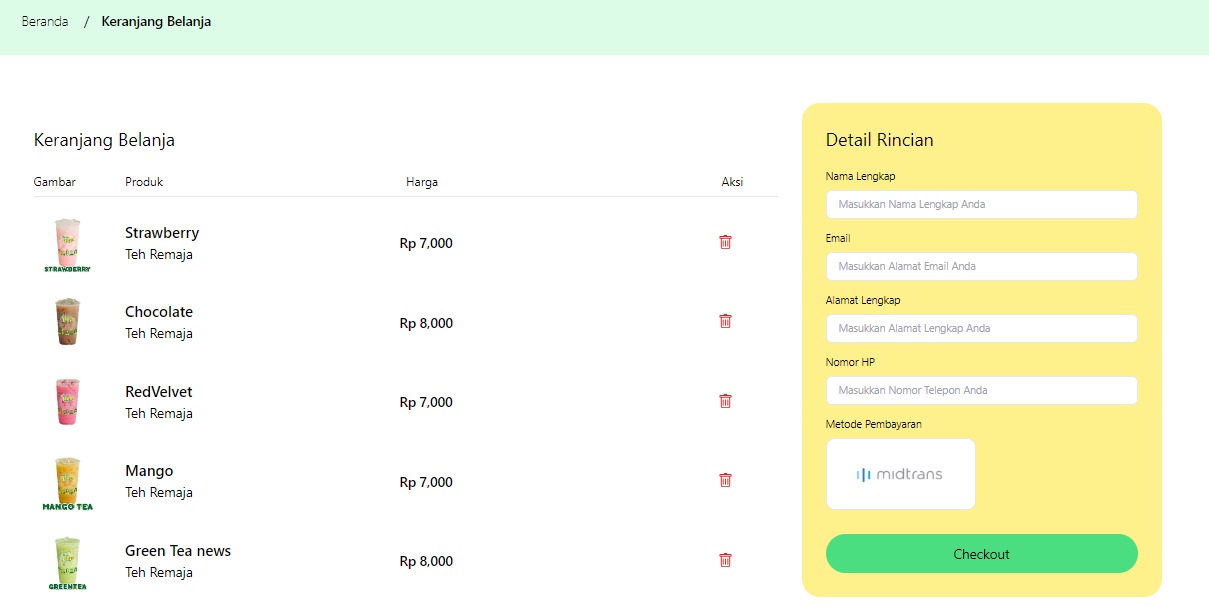 Beranda / Keranjang Belanja
Keranjang Belanja
Gambar Produk Harga Aksi
STRAWBERRY
Strawberry
Teh Remaja
Rp 7,000
Chocolate
Teh Remaja
Rp 8,000
RedVelvet
Teh Remaja
Rp 7,000
MANGO TEA
Mango
Teh Remaja
Rp 7,000
GREENTEA
Green Tea news
Teh Remaja
Rp 8,000
Detail Rincian
Nama Lengkap
Masukkan Nama Lengkap Anda
Email
Masukkan Alamat Email Anda
Alamat Lengkap
Masukkan Alamat Lengkap Anda
Nomor HP
Masukkan Nomor Telepon Anda
Metode Pembayaran
midtrans
Checkout